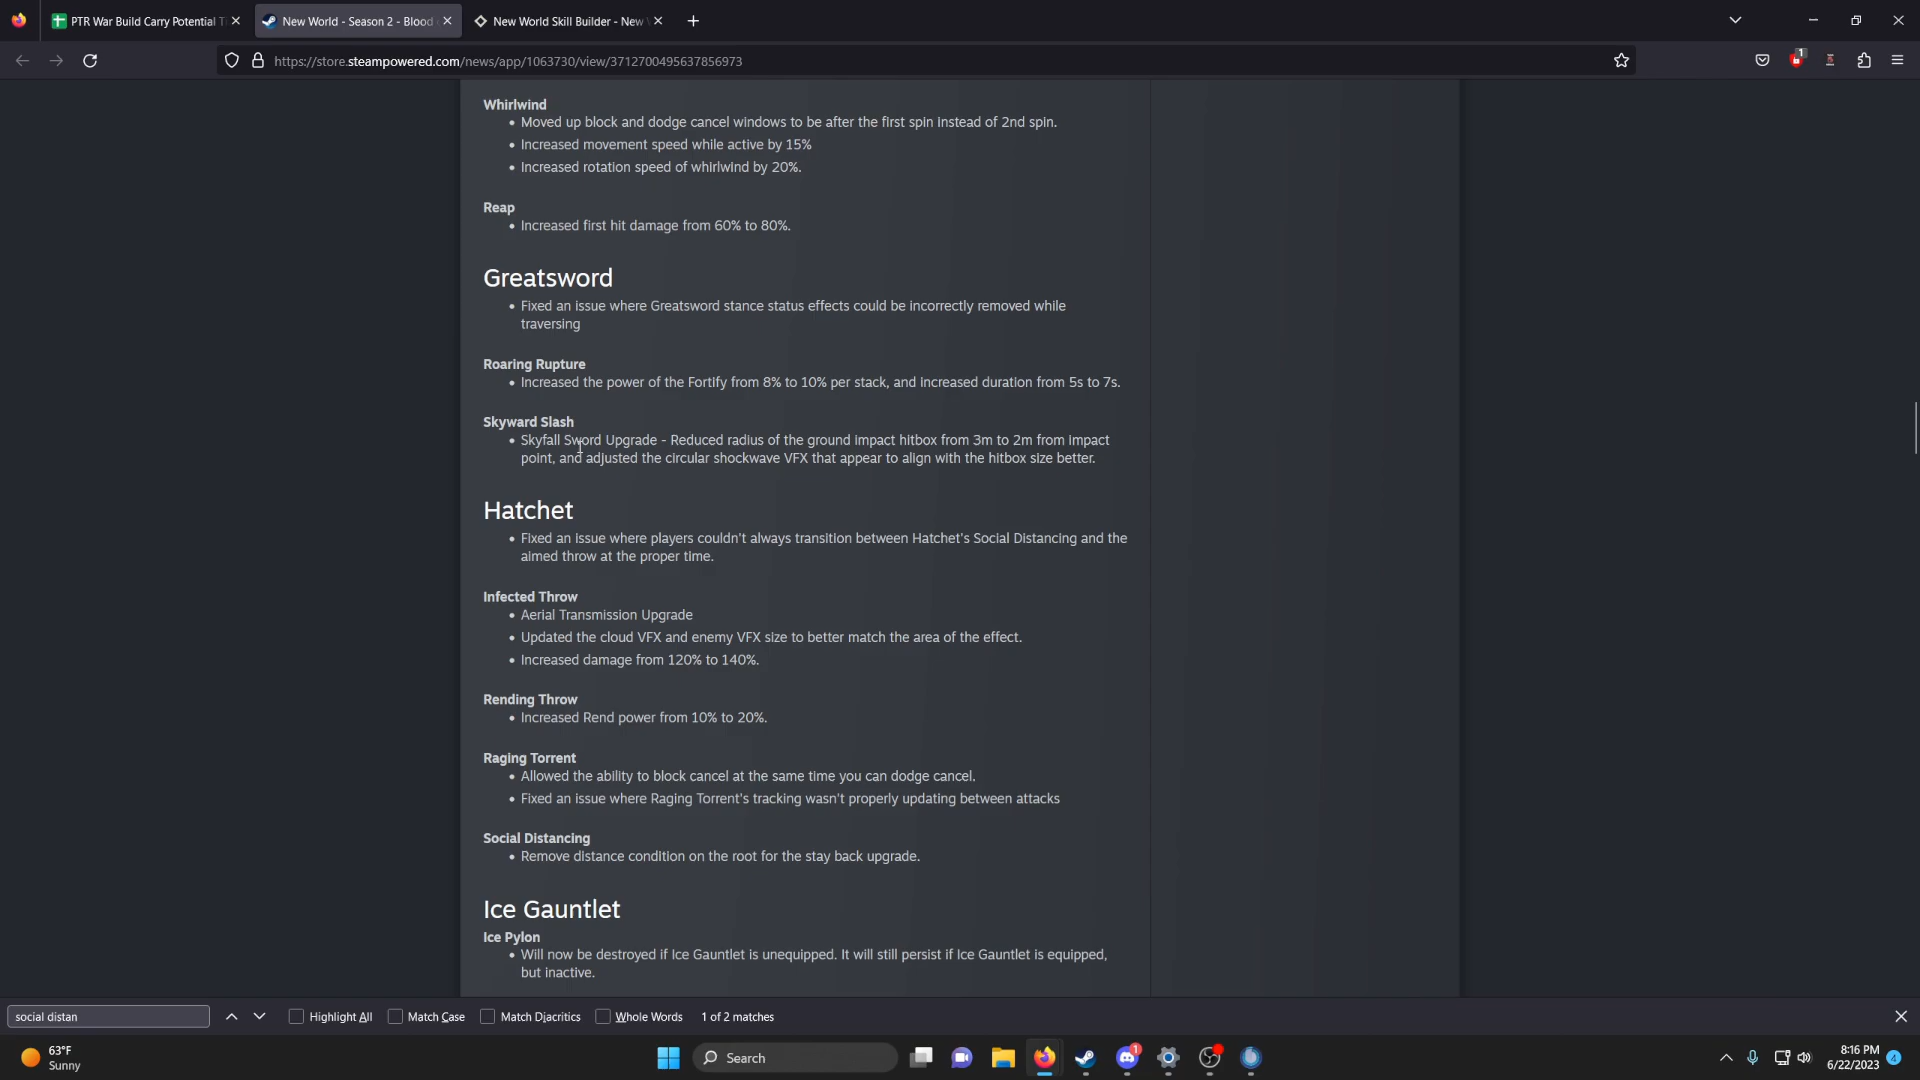 PTR War Build Carry Potential T
New World - Season 2 - Blood
New World Skill Builder - New
https://store.steampowered.com/news/app/1063730/view/3712700495637856973
1
Whirlwind
• Moved up block and dodge cancel windows to be after the first spin instead of 2nd spin.
• Increased movement speed while active by 15%
• Increased rotation speed of whirlwind by 20%.
Reap
• Increased first hit damage from 60% to 80%.
Greatsword
• Fixed an issue where Greatsword stance status effects could be incorrectly removed while
traversing
Roaring Rupture
• Increased the power of the Fortify from 8% to 10% per stack, and increased duration from 5s to 7s.
Skyward Slash
• Skyfall Sword Upgrade - Reduced radius of the ground impact hitbox from 3m to 2m from impact
point, and adjusted the circular shockwave VFX that appear to align with the hitbox size better.
Hatchet
• Fixed an issue where players couldn't always transition between Hatchet's Social Distancing and the
aimed throw at the proper time.
Infected Throw
• Aerial Transmission Upgrade
• Updated the cloud VFX and enemy VFX size to better match the area of the effect.
• Increased damage from 120% to 140%.
Rending Throw
• Increased Rend power from 10% to 20%.
Raging Torrent
• Allowed the ability to block cancel at the same time you can dodge cancel.
• Fixed an issue where Raging Torrent's tracking wasn't properly updating between attacks
Social Distancing
• Remove distance condition on the root for the stay back upgrade.
Ice Gauntlet
Ice Pylon
• Will now be destroyed if Ice Gauntlet is unequipped. It will still persist if Ice Gauntlet is equipped,
but inactive.
social distan
Highlight All
Match Case
Match Diacritics
Whole Words
1 of 2 matches
63°F
Sunny
Search
1
8:16 PM
6/22/2023
4